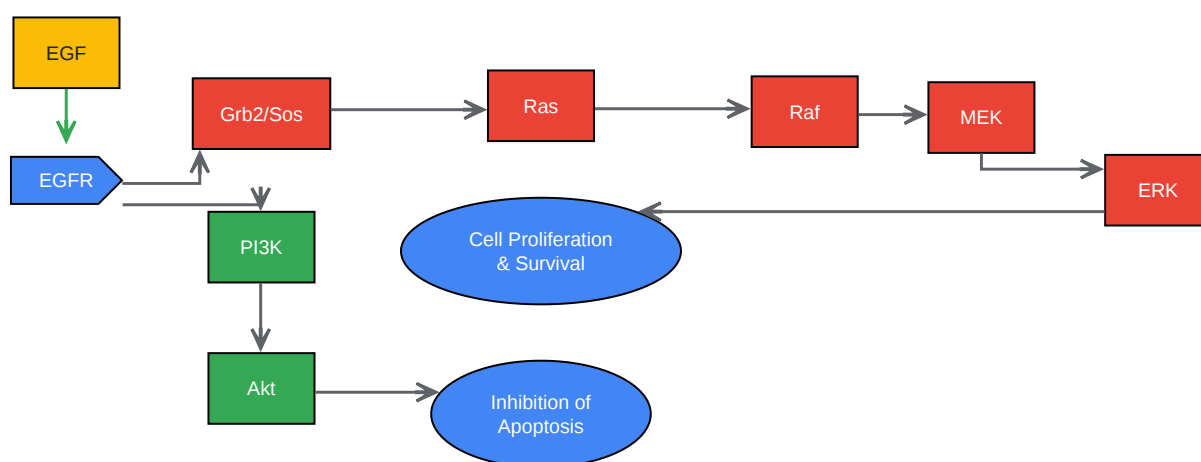 EGF
EGFR
Grb2/Sos
Ras
Raf
MEK
ERK
PI3K
Cell Proliferation
& Survival
Akt
Inhibition of
Apoptosis